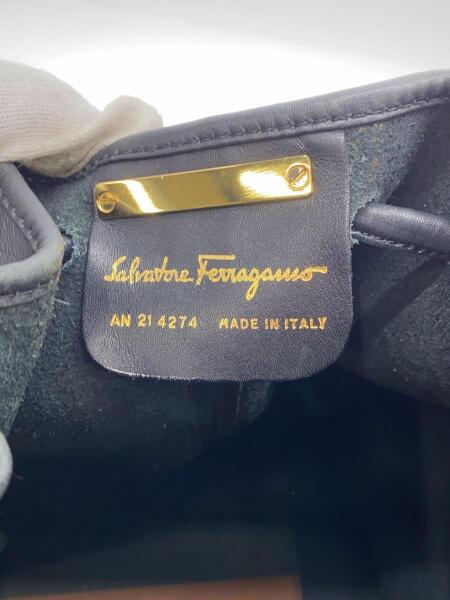 Salvatore Ferragamo
AN 21 4274 MADE IN ITALY